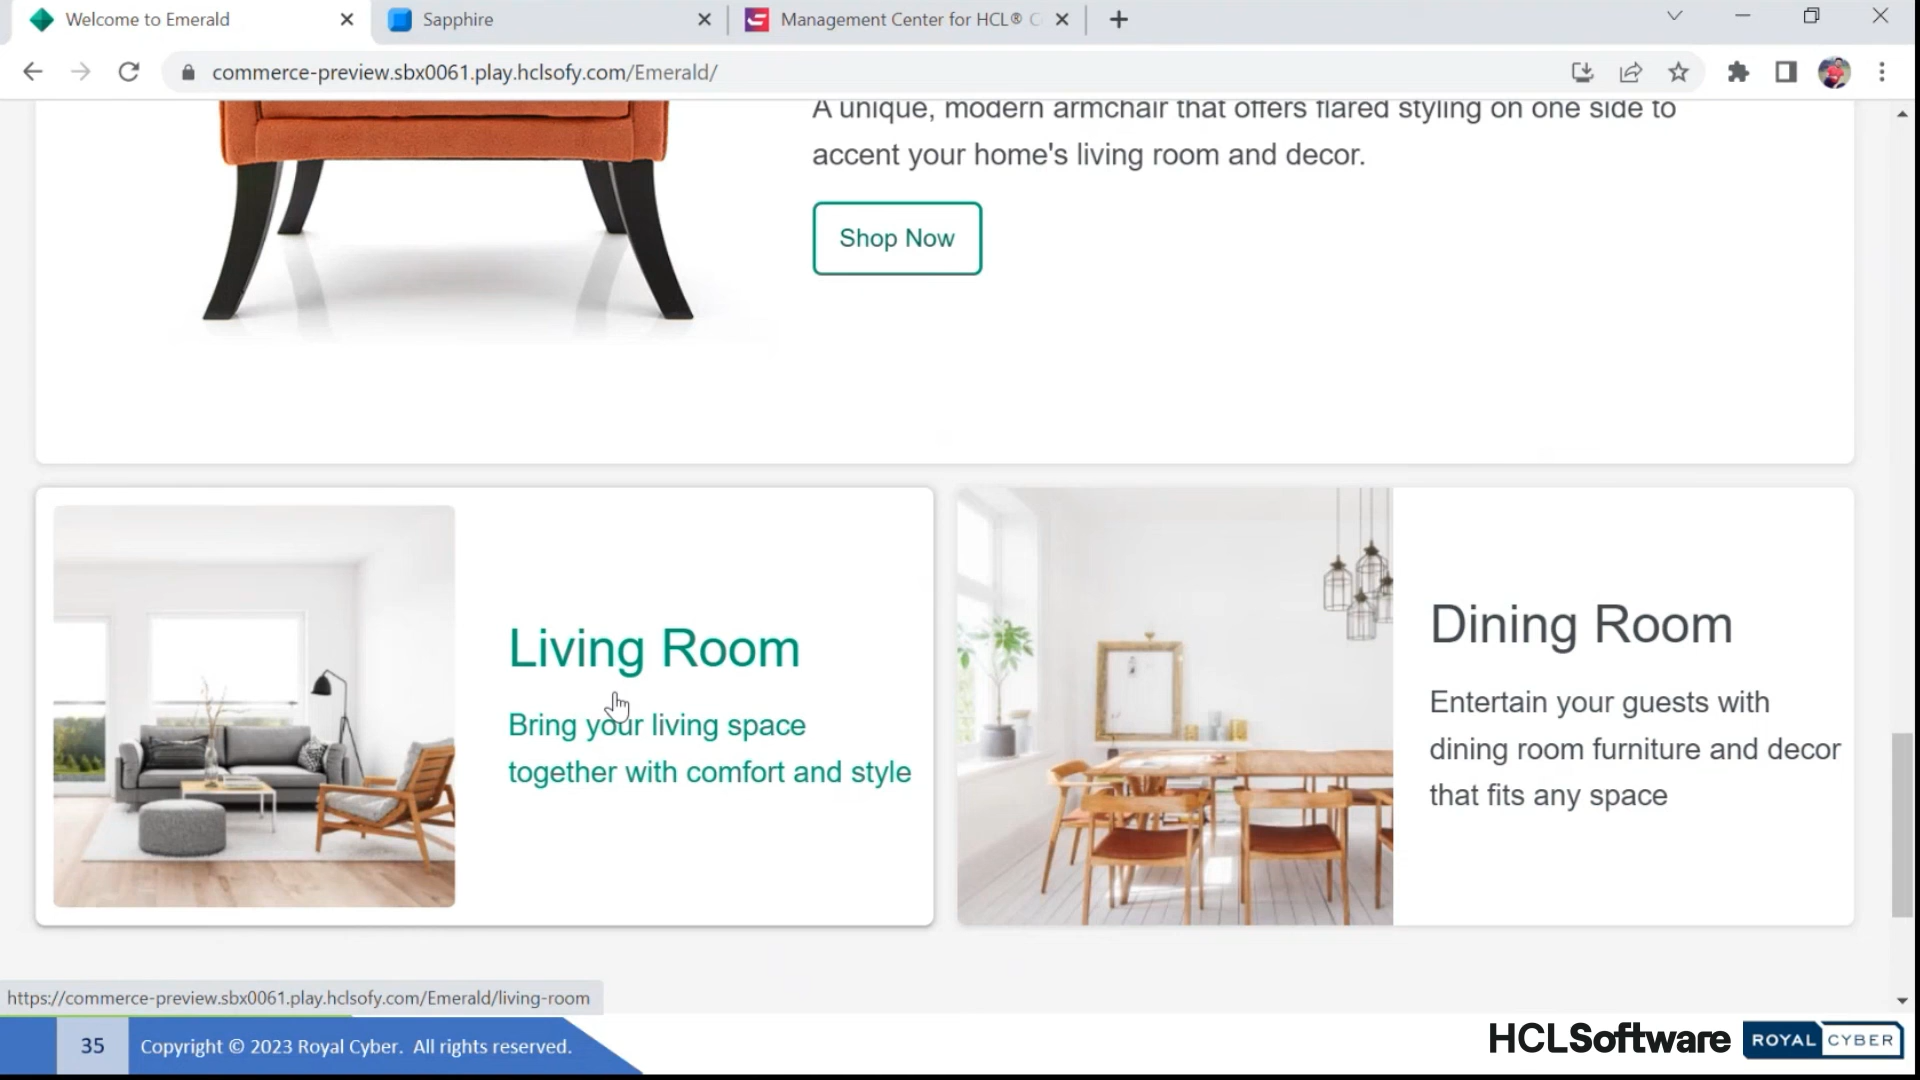 Welcome to Emerald
Sapphire
Management Center for HCL® C
commerce-preview.sbx0061.play.hclsofy.com/Emerald/
A unique, modern armchair that offers flared styling on one side to
accent your home's living room and decor.
Shop Now
Living Room
Bring your living space
together with comfort and style
Dining Room
Entertain your guests with
dining room furniture and decor
that fits any space
https://commerce-preview.sbx0061.play.hclsofy.com/Emerald/living-room
35
Copyright © 2023 Royal Cyber. All rights reserved.
HCLSoftware
ROYAL CYBER